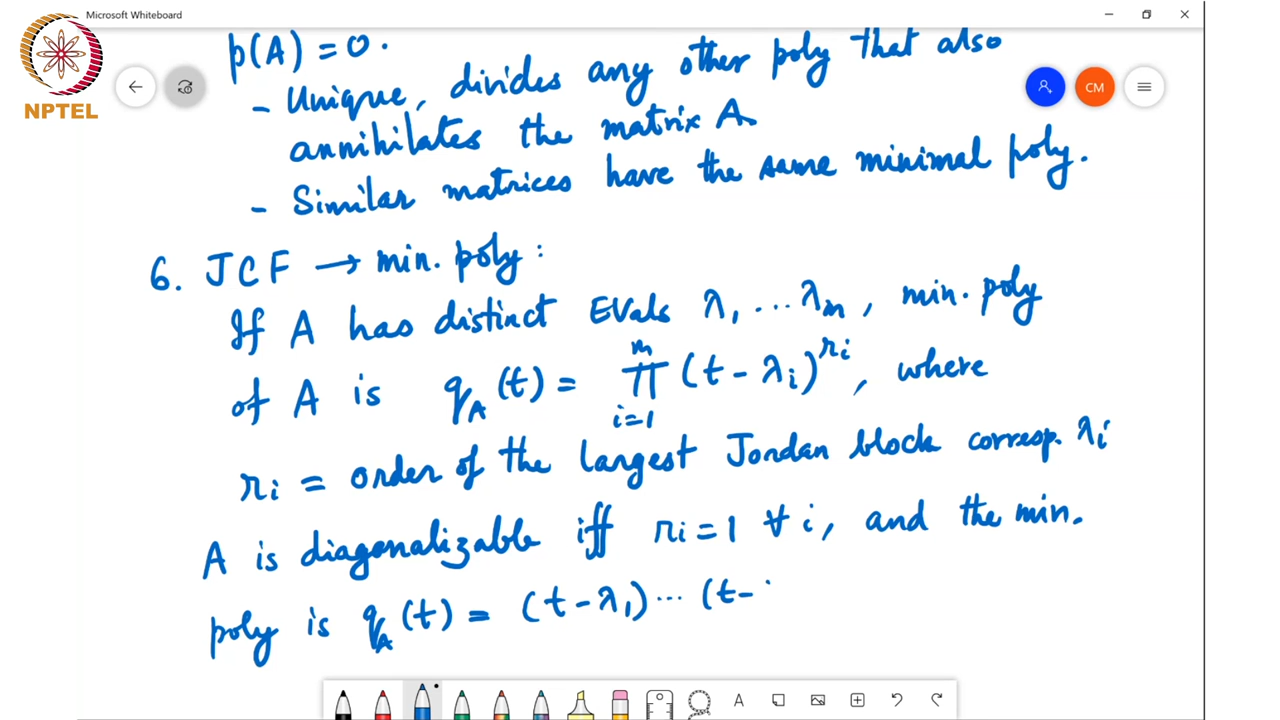 Microsoft Whiteboard
NPTEL
CM
p(A) = 0.
- Unique, divides any other poly that also
annihilates the matrix A.
- Similar matrices have the same minimal poly.
6. JCF → min. poly:
If A has distinct EVals λ₁ ... λₘ, min. poly
of A is q_A(t) = ∏_{i=1}^{m} (t - λᵢ)^{rᵢ}, where
rᵢ = order of the largest Jordan block corresp. λᵢ
A is diagonalizable iff rᵢ = 1 ∀ i, and the min.
poly is q_A(t) = (t - λ₁) ... (t -
A